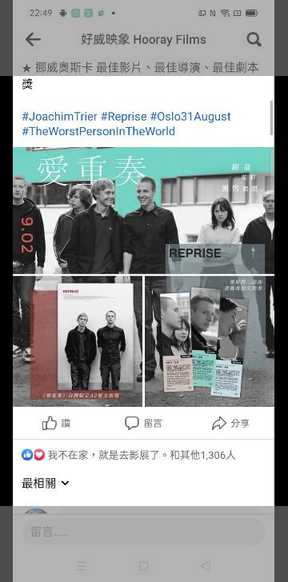 22:49
好威映象 Hooray Films
★ 挪威奧斯卡 最佳影片、最佳導演、最佳劇本
獎
#JoachimTrier #Reprise #Oslo31August
#TheWorstPersonInTheWorld
愛重奏
9.02
REPRISE
REPRISE
讚
留言
分享
我不在家，就是去影展了。和其他1,306人
最相關
留言......